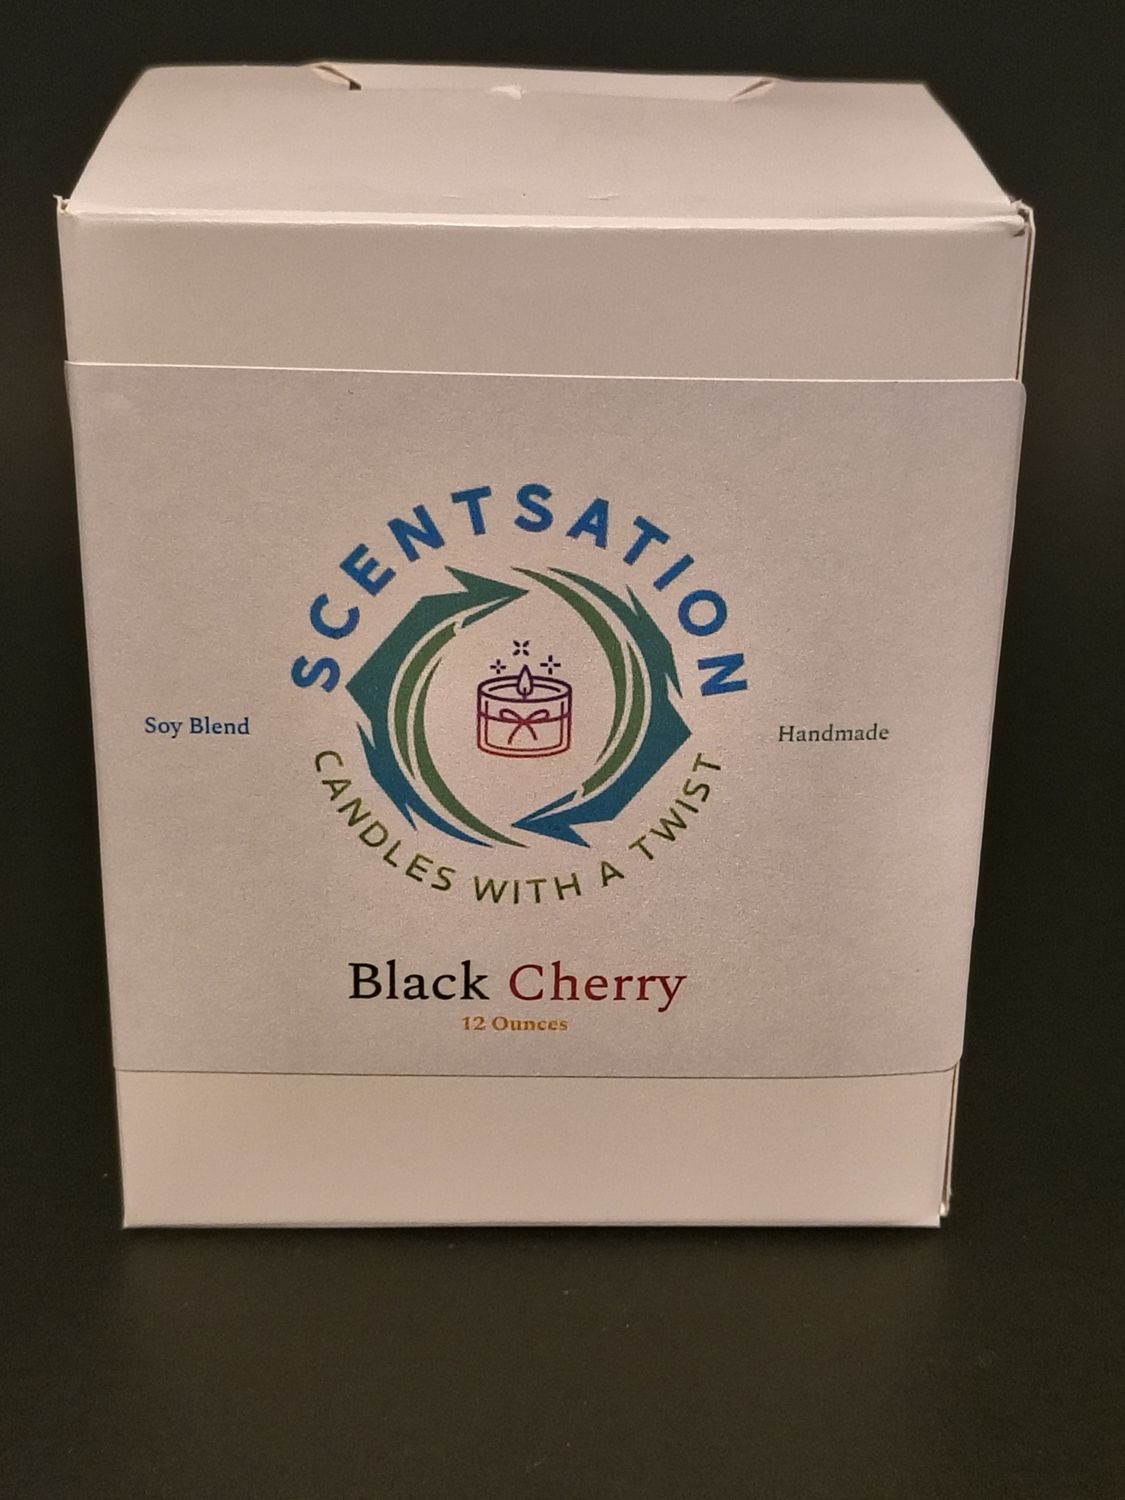 SCENTSATION
CANDLES WITH A TWIST
Soy Blend
Handmade
Black Cherry
12 Ounces